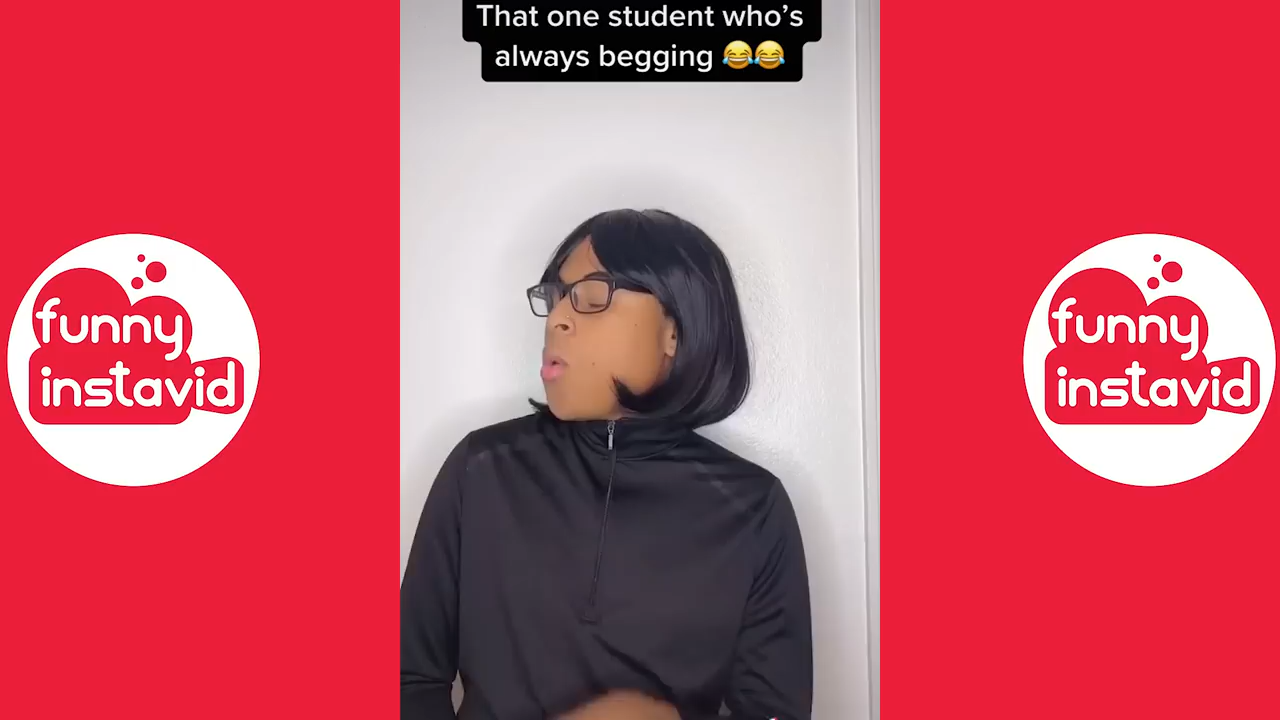 That one student who's
always begging 😂😂
funny
instavid
funny
instavid